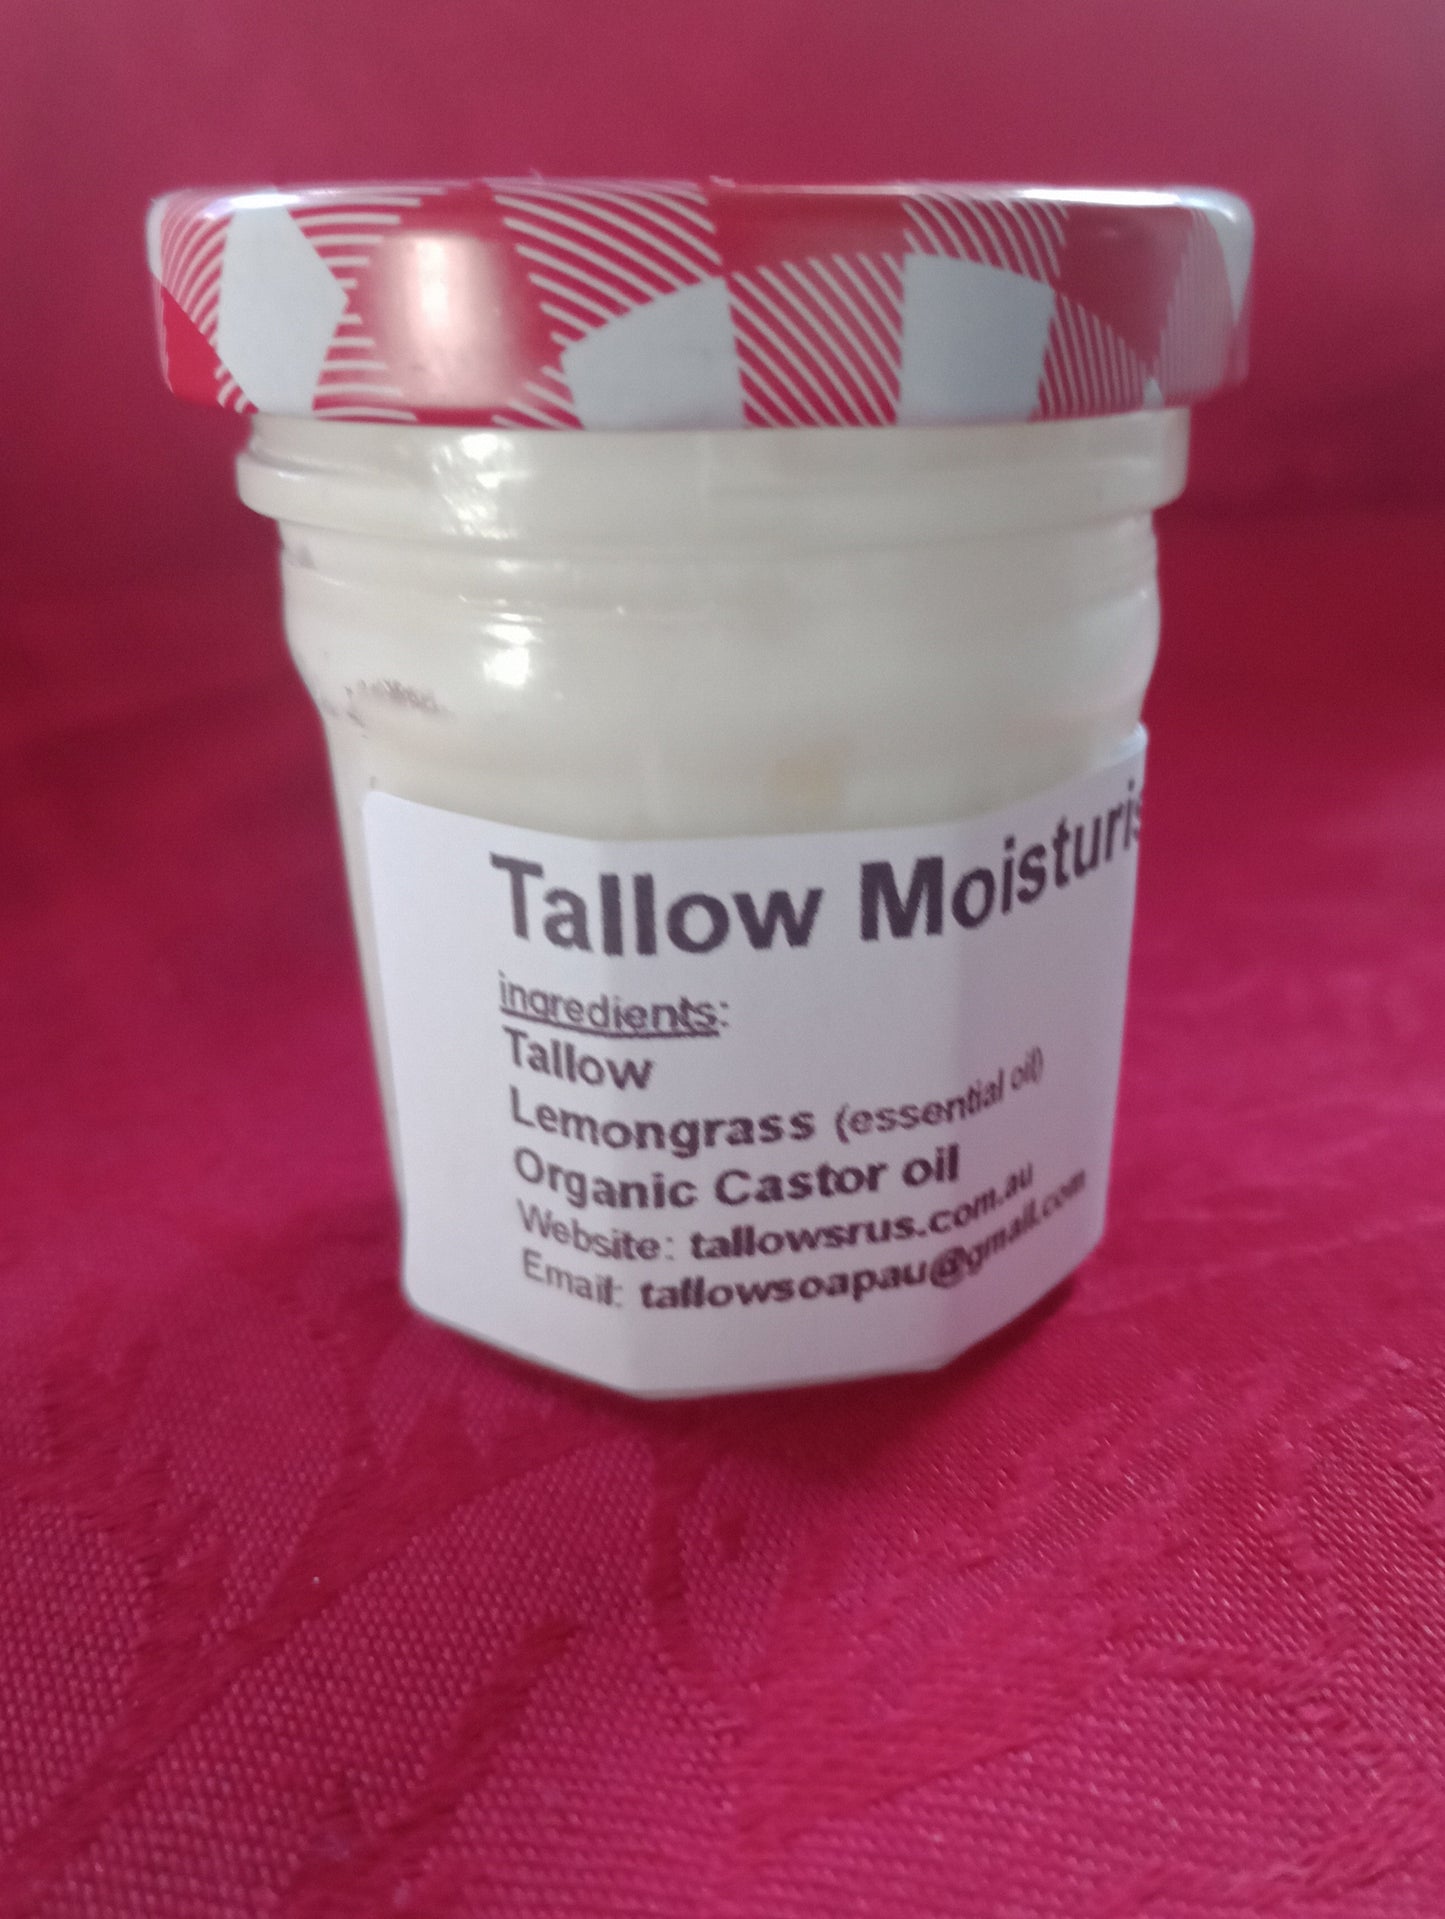 Tallow Moisturis
ingredients:
Tallow
Lemongrass (essential oil)
Organic Castor oil
Website: tallowsrus.com.au
Email: tallowsoapau@gmail.com